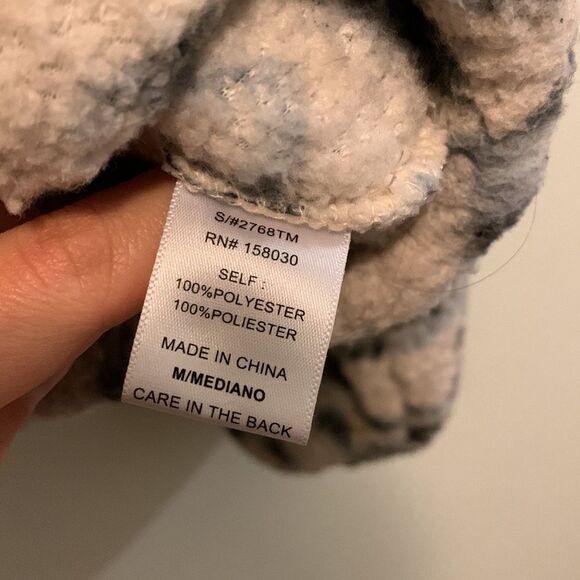 S/#2768TM
RN# 158030
SELF :
100%POLYESTER
100%POLIESTER
MADE IN CHINA
M/MEDIANO
CARE IN THE BACK